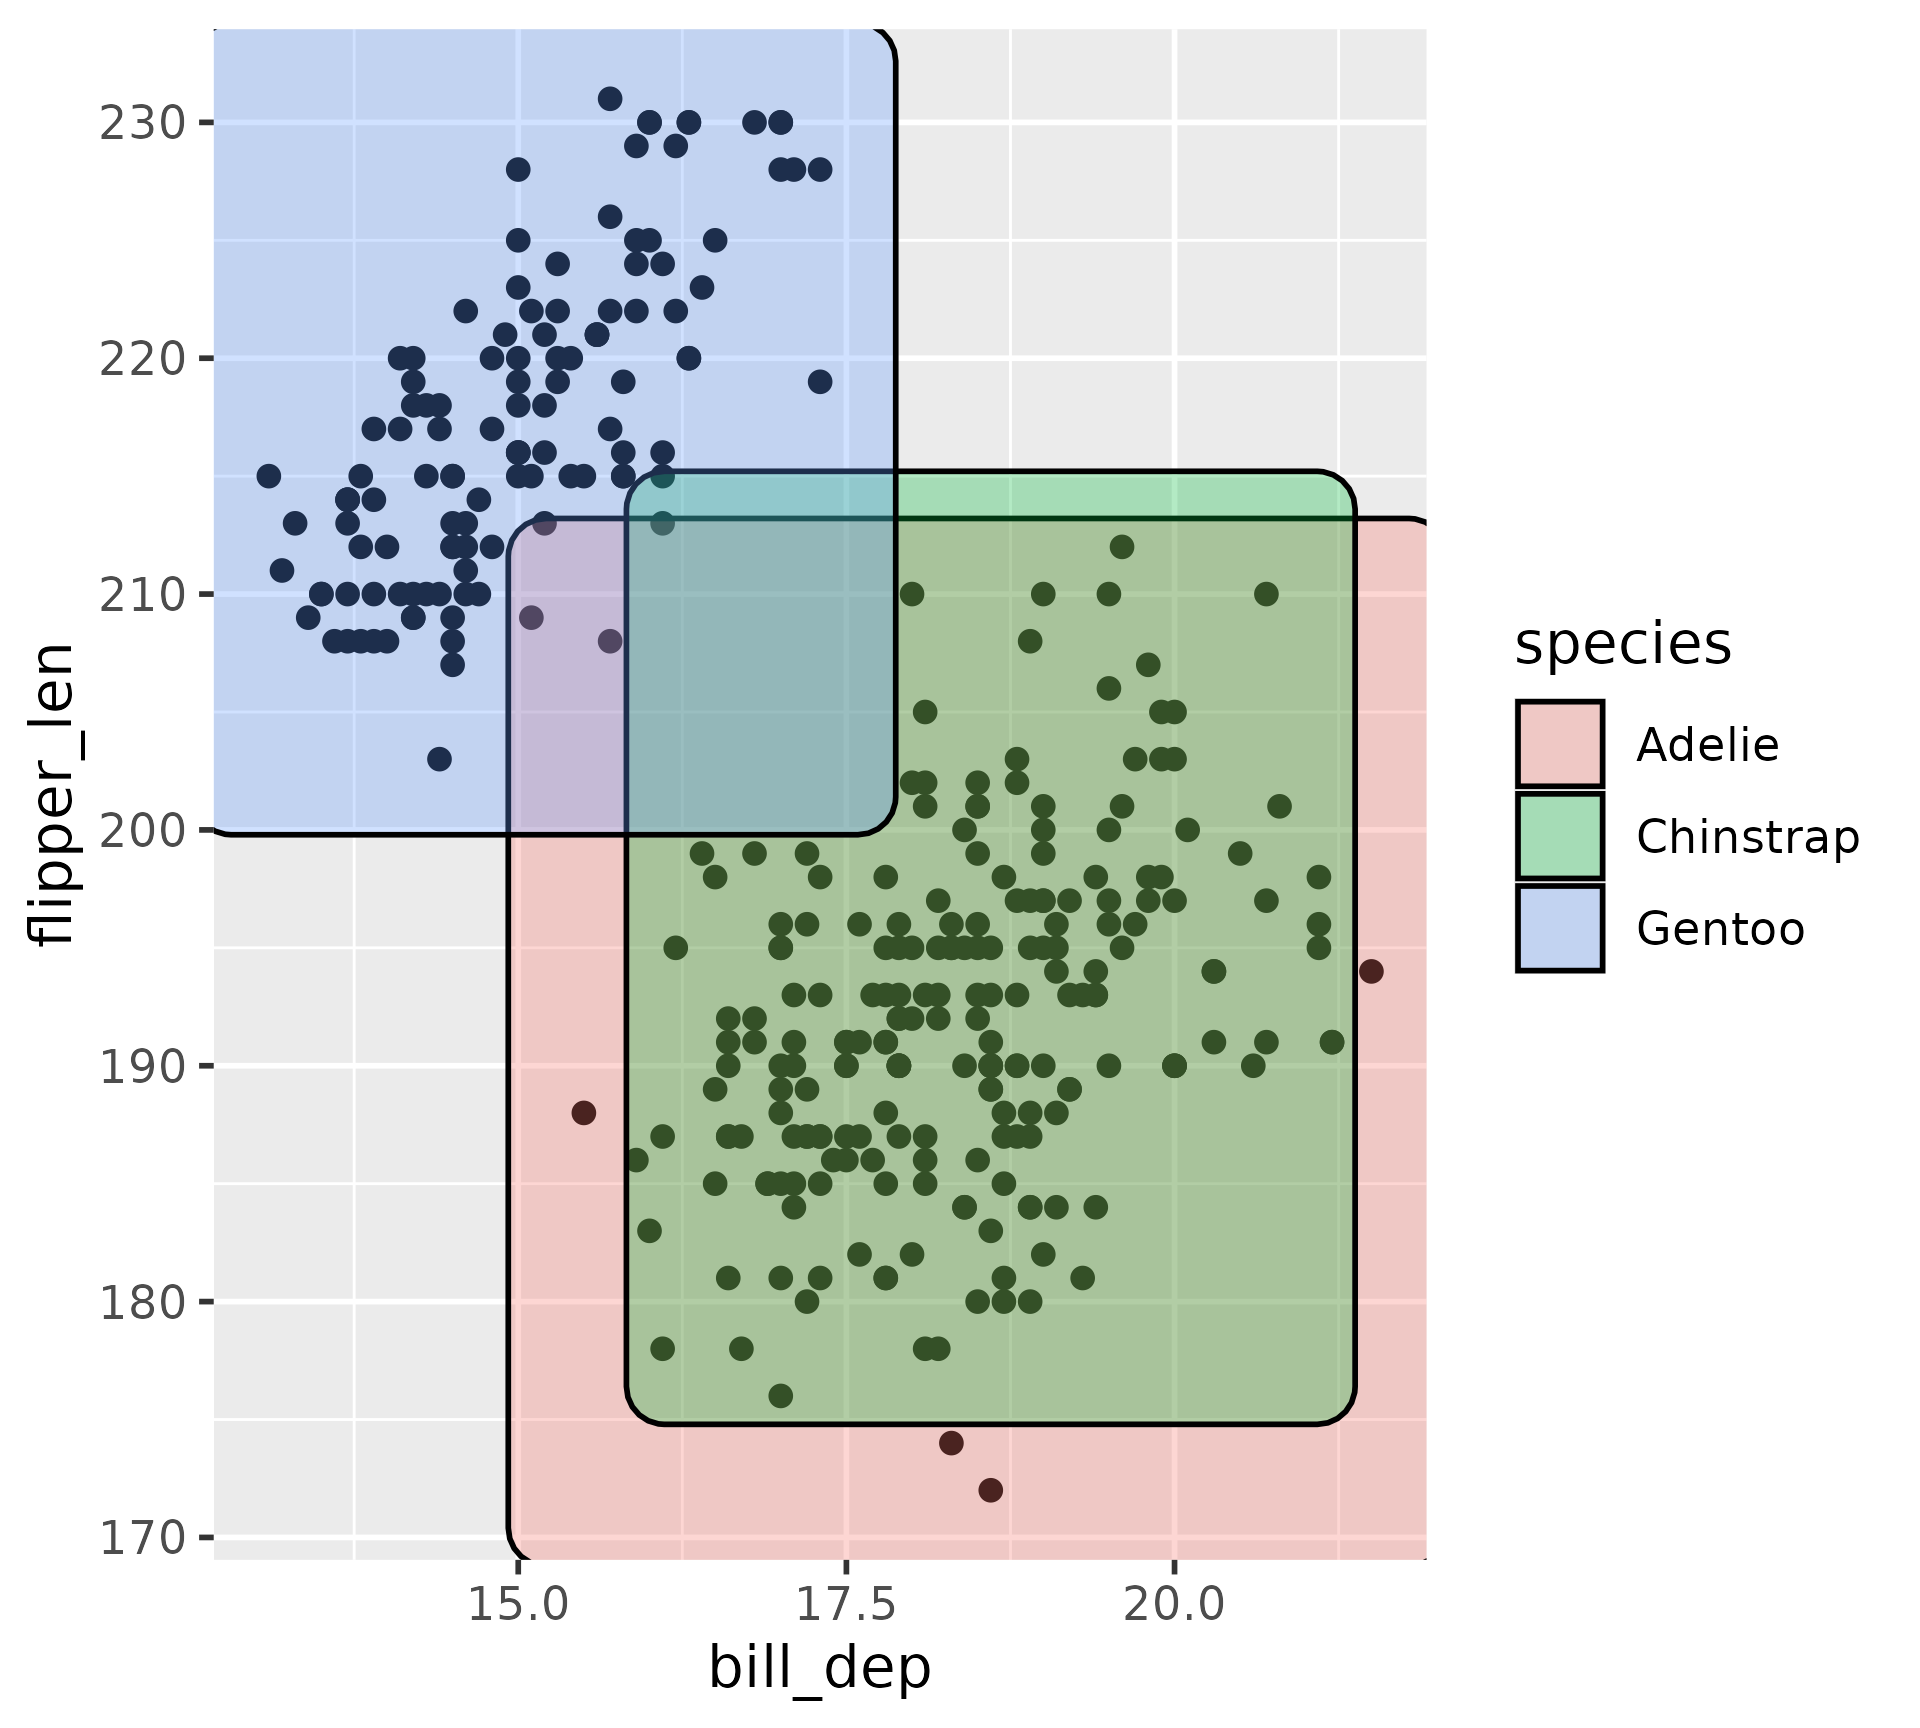 flipper_len
230
220
210
200
190
180
170
15.0 17.5 20.0
bill_dep
species
Adelie
Chinstrap
Gentoo